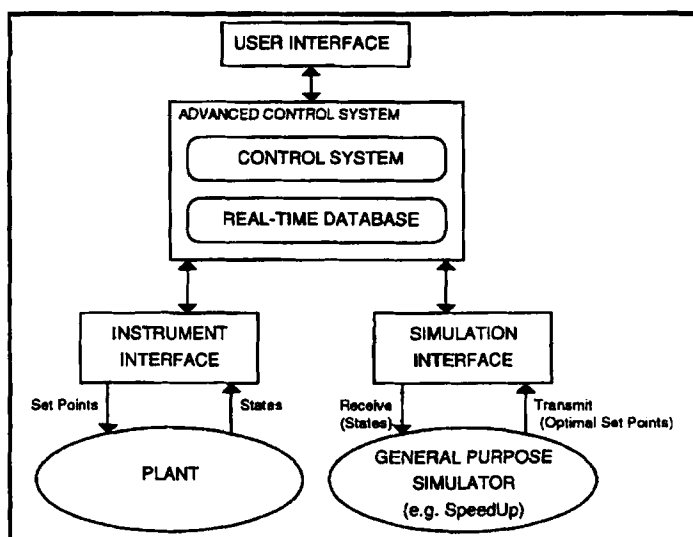 USER INTERFACE
ADVANCED CONTROL SYSTEM
CONTROL SYSTEM
REAL-TIME DATABASE
INSTRUMENT
INTERFACE
SIMULATION
INTERFACE
Set Points
States
Receive
(States)
Transmit
(Optimal Set Points)
PLANT
GENERAL PURPOSE
SIMULATOR
(e.g. SpeedUp)